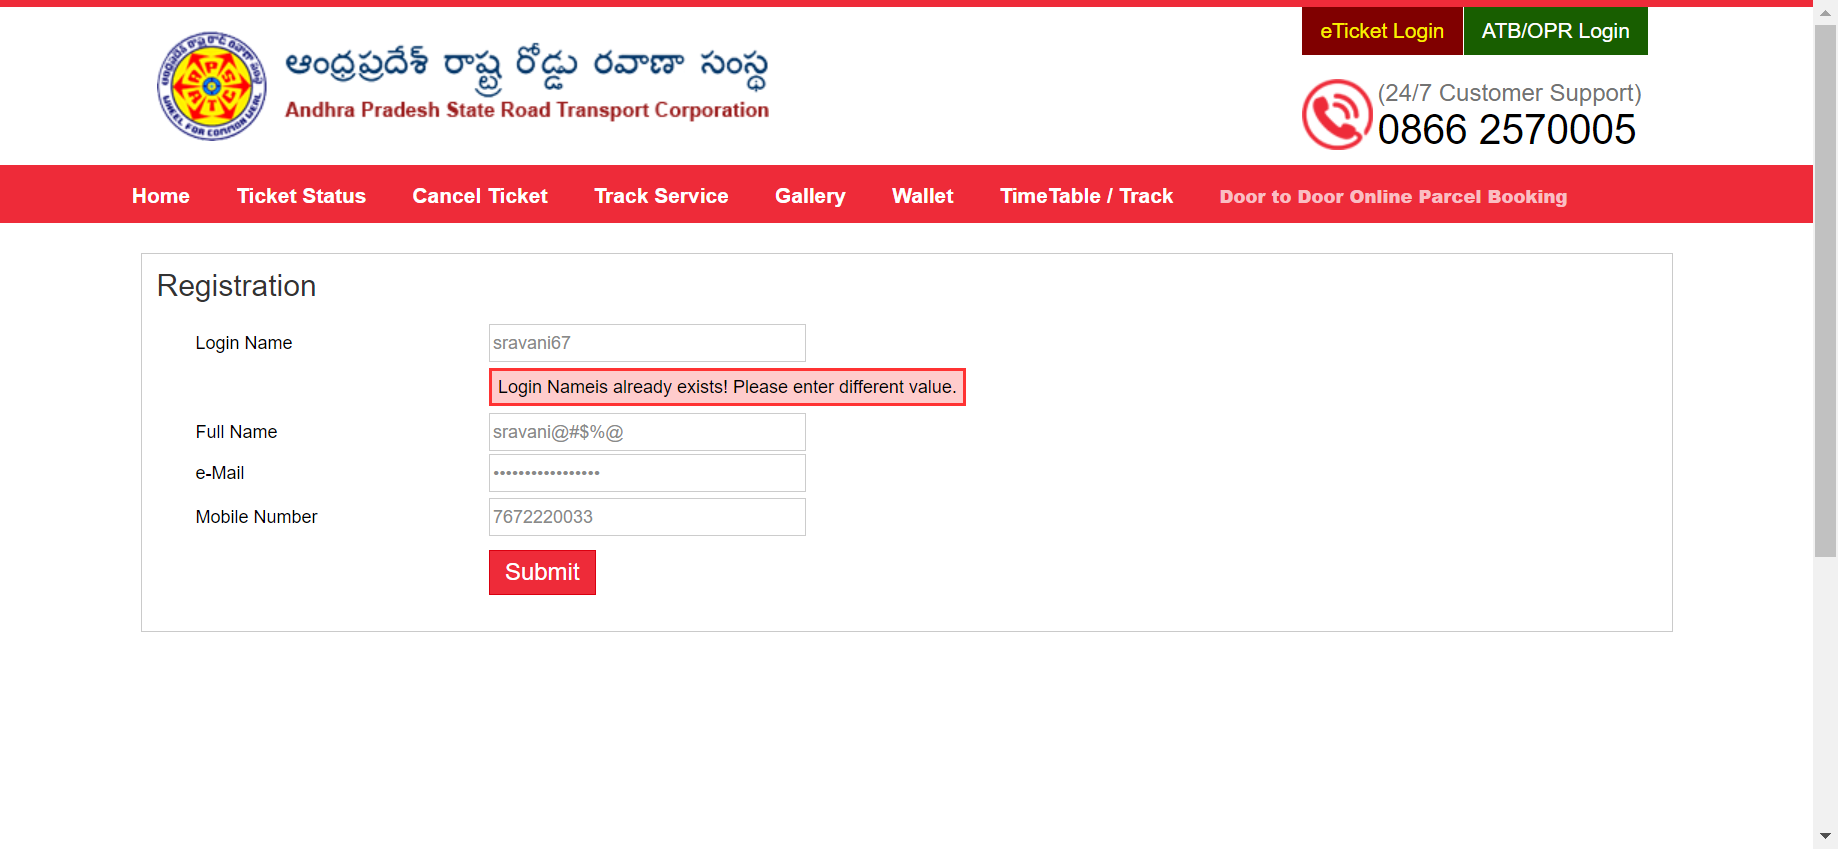 eTicket Login
ATB/OPR Login
ఆంధ్రప్రదేశ్ రాష్ట్ర రోడ్డు రవాణా సంస్థ
Andhra Pradesh State Road Transport Corporation
(24/7 Customer Support)
0866 2570005
Home Ticket Status Cancel Ticket Track Service Gallery Wallet TimeTable / Track Door to Door Online Parcel Booking
Registration
Login Name sravani67
Login Nameis already exists! Please enter different value.
Full Name sravani@#$%@
e-Mail •••••••••••••••••
Mobile Number 7672220033
Submit